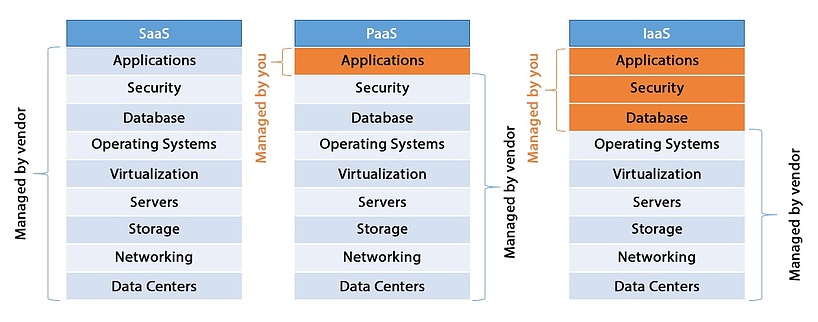 SaaS
Applications
Security
Database
Operating Systems
Virtualization
Servers
Storage
Networking
Data Centers
Managed by vendor
PaaS
Managed by you
Applications
Security
Database
Operating Systems
Virtualization
Servers
Storage
Networking
Data Centers
Managed by vendor
IaaS
Managed by you
Applications
Security
Database
Operating Systems
Virtualization
Servers
Storage
Networking
Data Centers
Managed by vendor